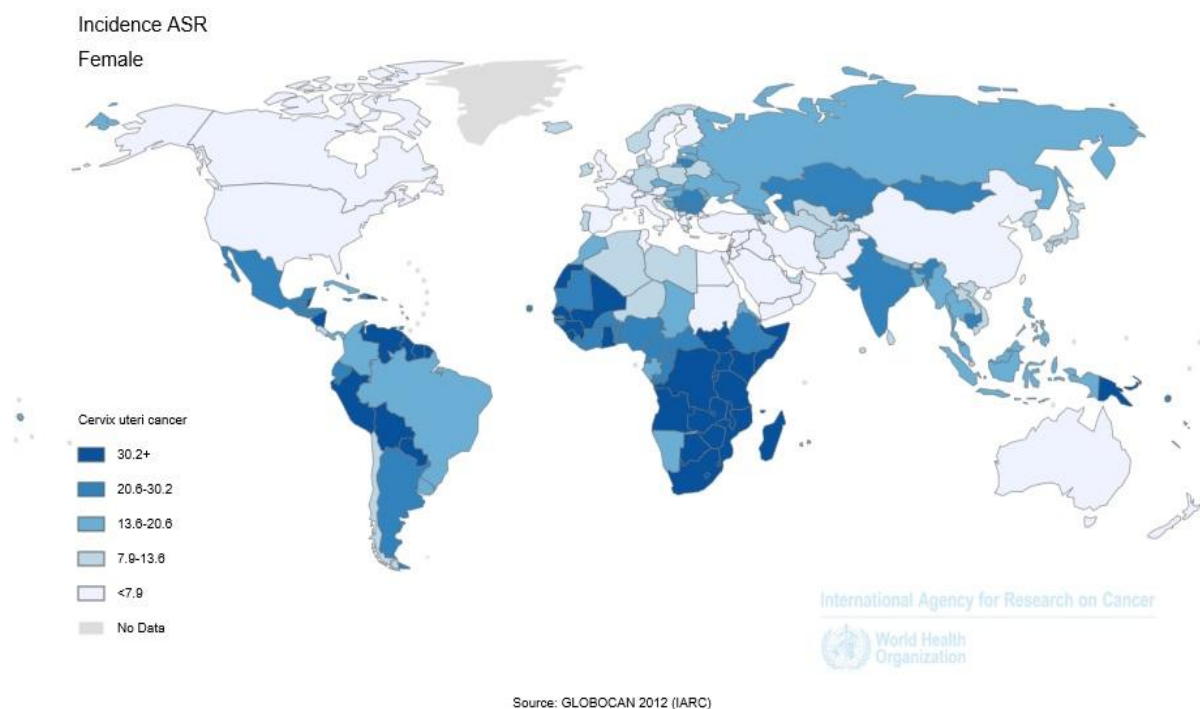 Incidence ASR
Female
Cervix uteri cancer
30.2+
20.6-30.2
13.6-20.6
7.9-13.6
<7.9
No Data
International Agency for Research on Cancer
World Health
Organization
Source: GLOBOCAN 2012 (IARC)